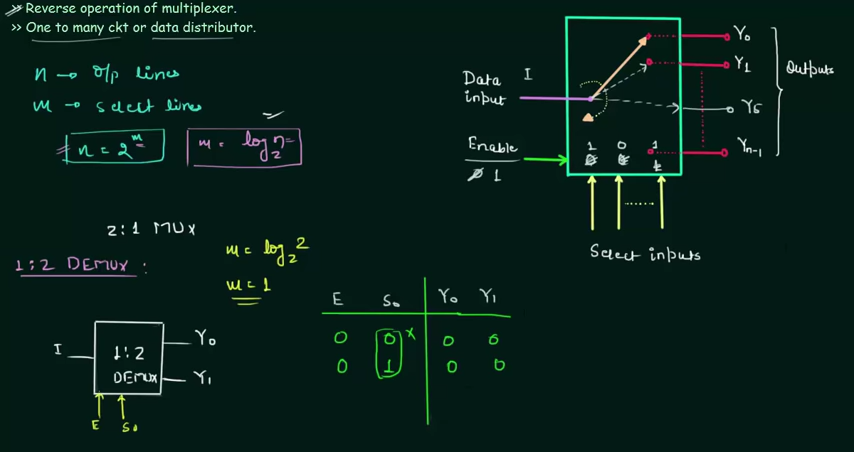 >> Reverse operation of multiplexer.
>> One to many ckt or data distributor.
n → o/p lines
m → select lines
n = 2^m
m = log₂ n
2:1 MUX
1:2 DEMUX :
m = log₂ 2
m = 1
I
1:2
DEMUX
Y₀
Y₁
E S₀
E S₀ Y₀ Y₁
0 0 x 0 0
0 1 0 0
Data
input
I
Enable
0 1
1 0 1
Y₀
Y₁
Y₅
Yₙ₋₁
Outputs
Select inputs